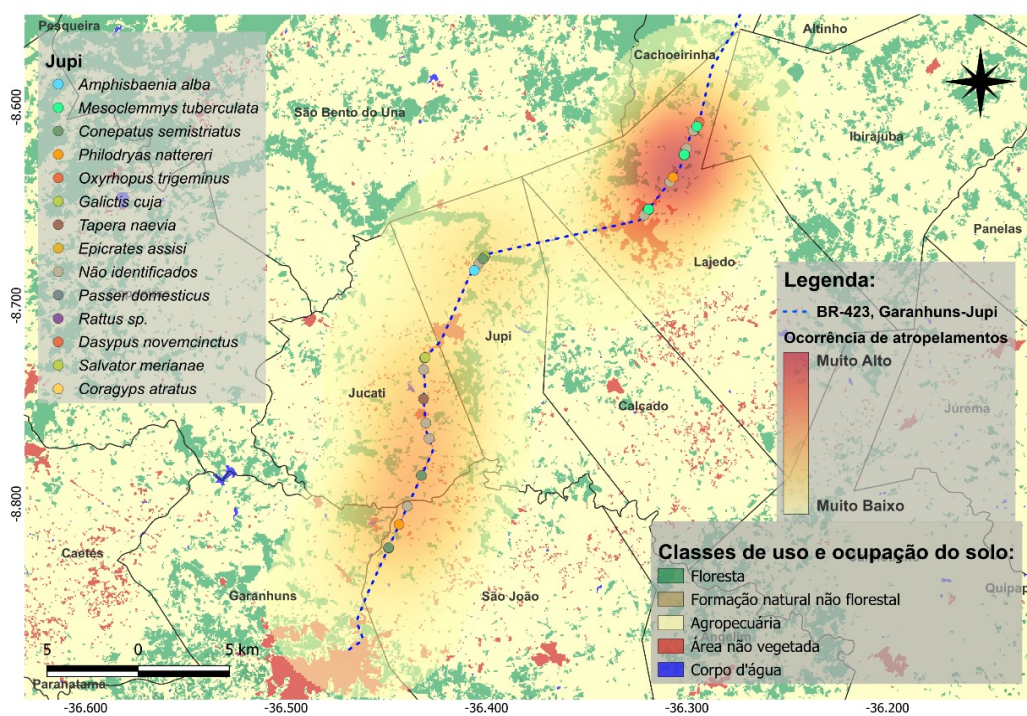 Pesqueira
Altinho
Cachoeirinha
São Bento do Una
Ibirajuba
Panelas
Lajedo
Jupi
Jucati
Calçado
Jurema
Caetés
Garanhuns
São João
Angelim
Quipap
Paranatama
Jupi
Amphisbaenia alba
Mesoclemmys tuberculata
Conepatus semistriatus
Philodryas nattereri
Oxyrhopus trigeminus
Galictis cuja
Tapera naevia
Epicrates assisi
Não identificados
Passer domesticus
Rattus sp.
Dasypus novemcinctus
Salvator merianae
Coragyps atratus
Legenda:
BR-423, Garanhuns-Jupi
Ocorrência de atropelamentos
Muito Alto
Muito Baixo
Classes de uso e ocupação do solo:
Floresta
Formação natural não florestal
Agropecuária
Área não vegetada
Corpo d'água
5 0 5 km
-8.600
-8.700
-8.800
-36.600 -36.500 -36.400 -36.300 -36.200